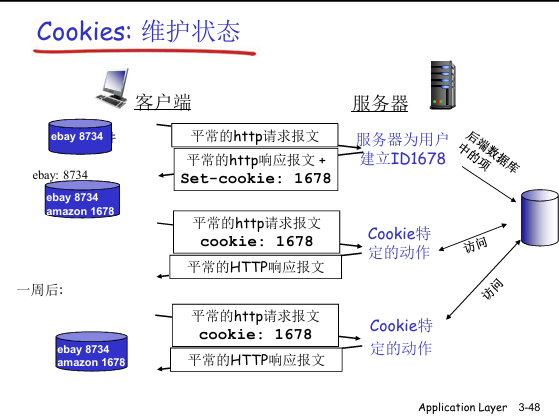 Cookies: 维护状态
客户端
服务器
ebay 8734
平常的http请求报文
服务器为用户
建立ID1678
后端数据库
中的项
平常的http响应报文 +
Set-cookie: 1678
ebay: 8734
ebay 8734
amazon 1678
平常的http请求报文
cookie: 1678
Cookie特
定的动作
访问
平常的HTTP响应报文
一周后:
访问
平常的http请求报文
cookie: 1678
Cookie特
定的动作
ebay 8734
amazon 1678
平常的HTTP响应报文
Application Layer 3-48